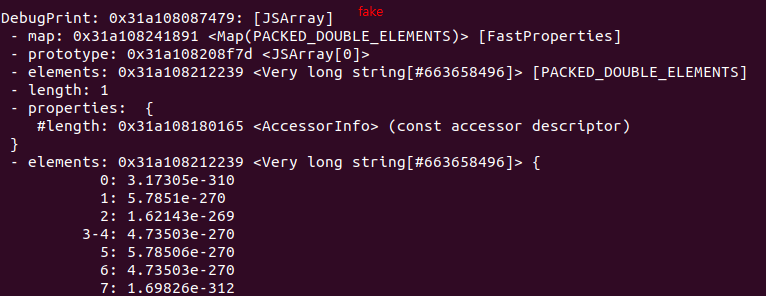 DebugPrint: 0x31a108087479: [JSArray] fake
- map: 0x31a108241891 <Map(PACKED_DOUBLE_ELEMENTS)> [FastProperties]
- prototype: 0x31a108208f7d <JSArray[0]>
- elements: 0x31a108212239 <Very long string[#663658496]> [PACKED_DOUBLE_ELEMENTS]
- length: 1
- properties: {
#length: 0x31a108180165 <AccessorInfo> (const accessor descriptor)
}
- elements: 0x31a108212239 <Very long string[#663658496]> {
0: 3.17305e-310
1: 5.7851e-270
2: 1.62143e-269
3-4: 4.73503e-270
5: 5.78506e-270
6: 4.73503e-270
7: 1.69826e-312